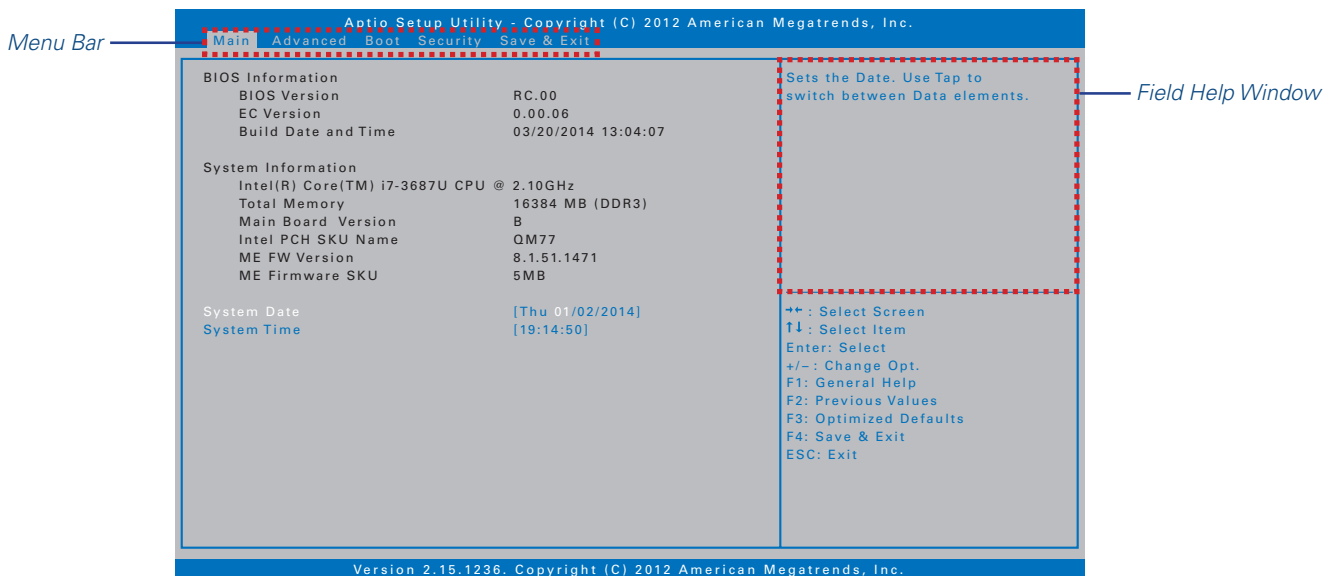 Aptio Setup Utility - Copyright (C) 2012 American Megatrends, Inc.
Menu Bar
Main Advanced Boot Security Save & Exit
BIOS Information
BIOS Version RC.00
EC Version 0.00.06
Build Date and Time 03/20/2014 13:04:07
System Information
Intel(R) Core(TM) i7-3687U CPU @ 2.10GHz
Total Memory 16384 MB (DDR3)
Main Board Version B
Intel PCH SKU Name QM77
ME FW Version 8.1.51.1471
ME Firmware SKU 5MB
System Date [Thu 01/02/2014]
System Time [19:14:50]
Sets the Date. Use Tap to
switch between Data elements.
Field Help Window
→← : Select Screen
↑↓ : Select Item
Enter: Select
+/− : Change Opt.
F1: General Help
F2: Previous Values
F3: Optimized Defaults
F4: Save & Exit
ESC: Exit
Version 2.15.1236. Copyright (C) 2012 American Megatrends, Inc.